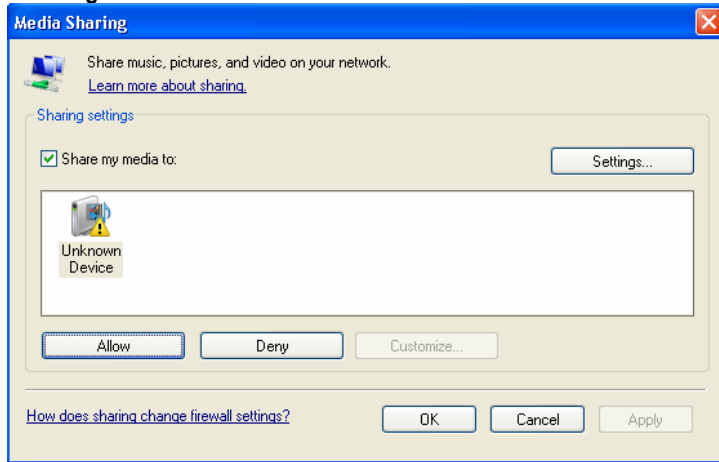 Media Sharing
Share music, pictures, and video on your network.
Learn more about sharing.
Sharing settings
Share my media to:
Settings...
Unknown
Device
Allow Deny Customize...
How does sharing change firewall settings?
OK Cancel Apply